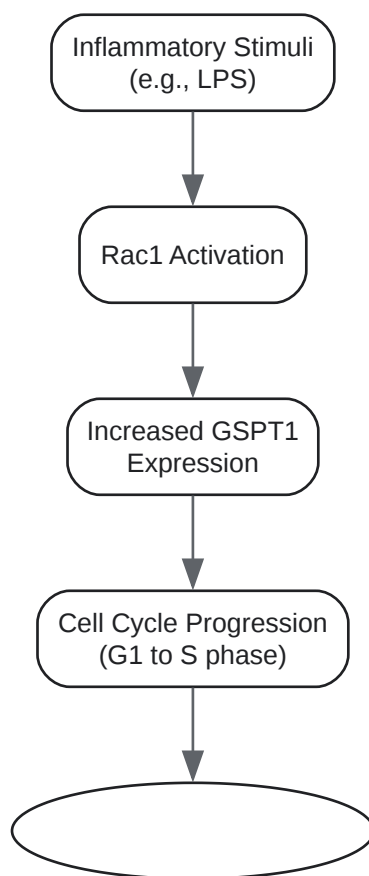 Inflammatory Stimuli
(e.g., LPS)
Rac1 Activation
Increased GSPT1
Expression
Cell Cycle Progression
(G1 to S phase)